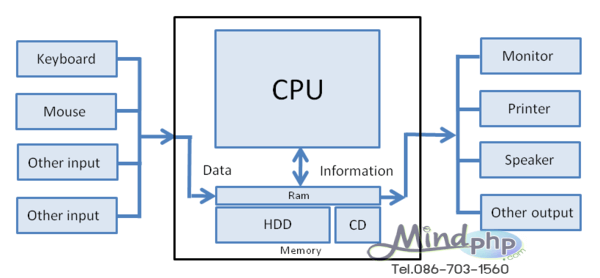 Keyboard
Mouse
Other input
Other input
CPU
Data
Information
Ram
HDD
CD
Memory
Monitor
Printer
Speaker
Other output
Mindphp
.com
Tel.086-703-1560